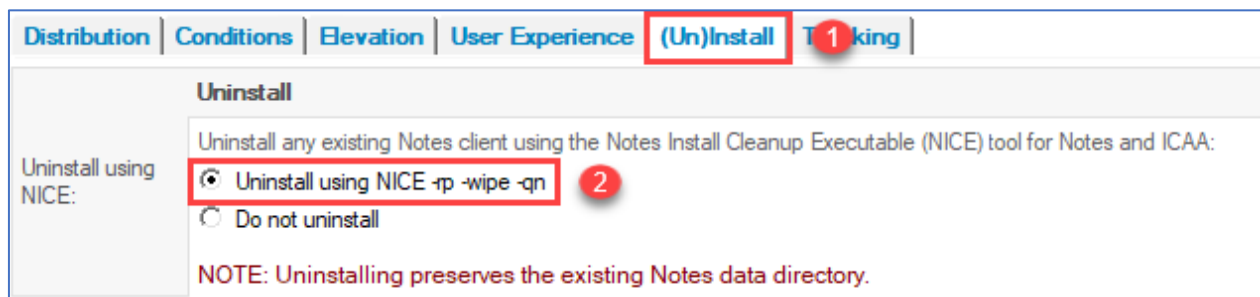 Distribution | Conditions | Elevation | User Experience | (Un)Install | T 1 king |
Uninstall
Uninstall any existing Notes client using the Notes Install Cleanup Executable (NICE) tool for Notes and ICAA:
Uninstall using
NICE:
Uninstall using NICE -rp -wipe -qn 2
Do not uninstall
NOTE: Uninstalling preserves the existing Notes data directory.